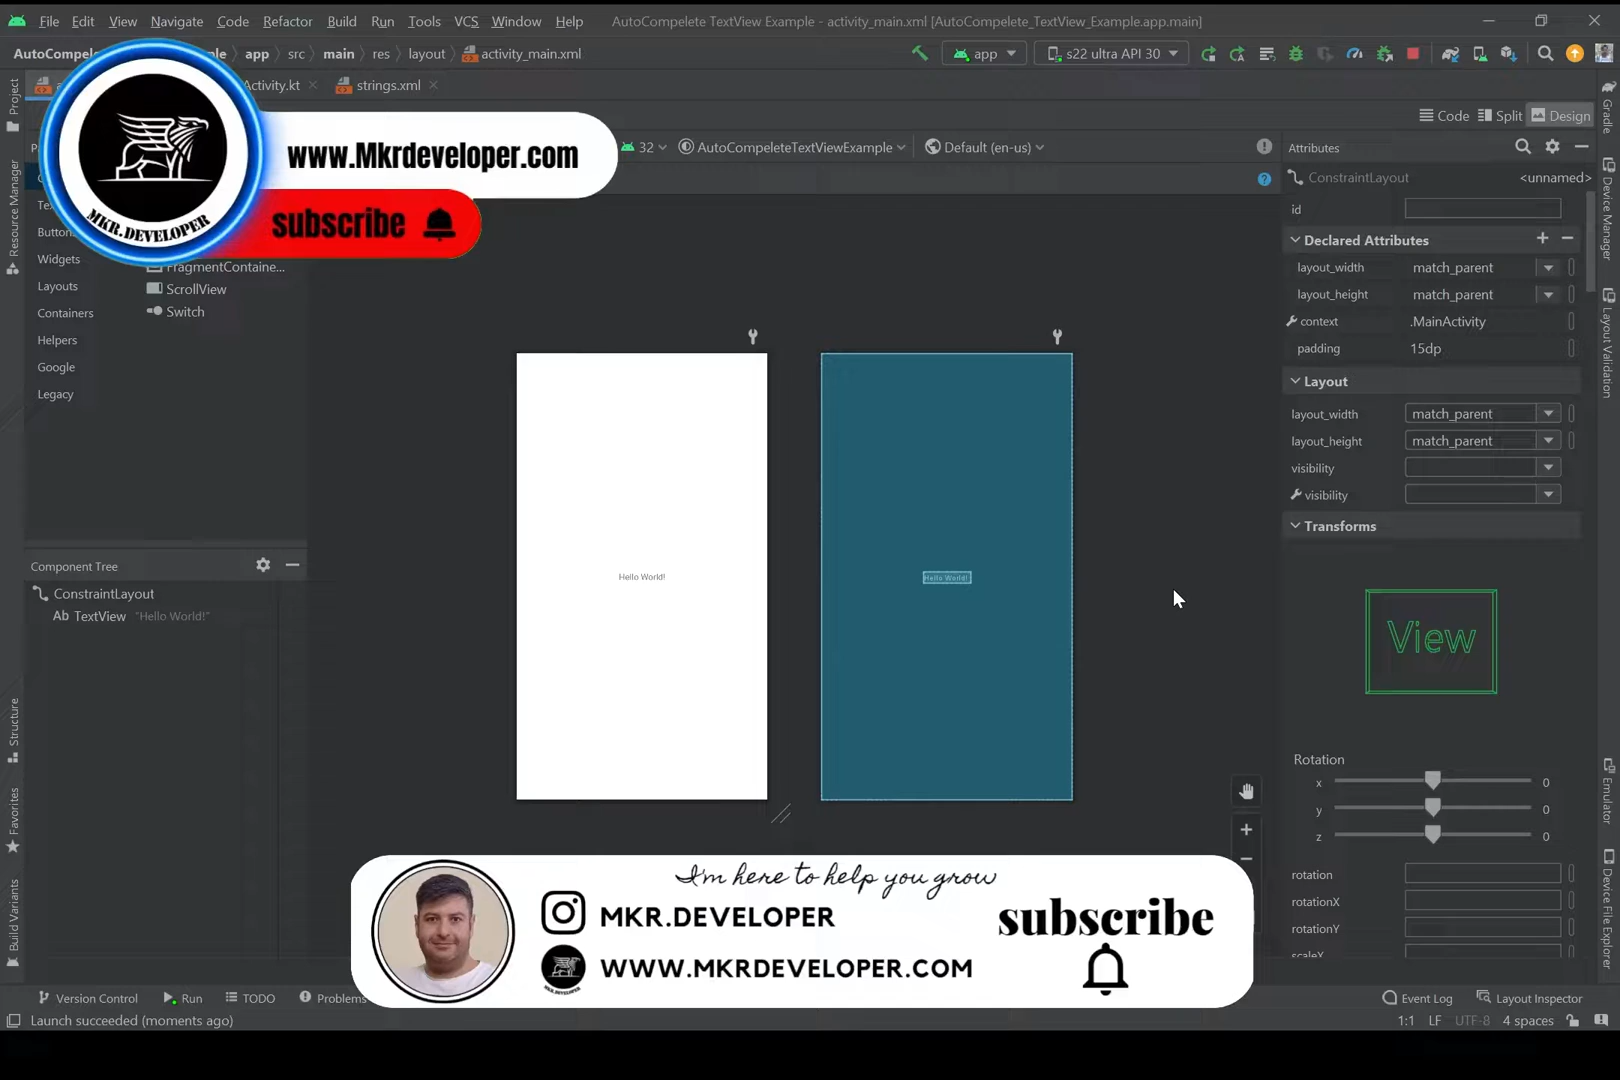 File Edit View Navigate Code Refactor Build Run Tools VCS Window Help AutoCompelete TextView Example - activity_main.xml [AutoCompelete_TextView_Example.app.main]
app src main res layout activity_main.xml app s22 ultra API 30
Activity.kt strings.xml
Code Split Design
32 AutoCompeleteTextViewExample Default (en-us) Attributes
www.Mkrdeveloper.com
subscribe
MKR.DEVELOPER
Widgets
Layouts
Containers
Helpers
Google
Legacy
FragmentContaine...
ScrollView
Switch
ConstraintLayout <unnamed>
id
Declared Attributes
layout_width match_parent
layout_height match_parent
context .MainActivity
padding 15dp
Layout
layout_width match_parent
layout_height match_parent
visibility
visibility
Transforms
View
Rotation
x 0
y 0
z 0
rotation
rotationX
rotationY
scaleX
Hello World!
Hello World!
Component Tree
ConstraintLayout
Ab TextView "Hello World!"
Project
Resource Manager
Structure
Favorites
Build Variants
Gradle
Device Manager
Layout Validation
Emulator
Device File Explorer
I'm here to help you grow
MKR.DEVELOPER
WWW.MKRDEVELOPER.COM
subscribe
Version Control Run TODO Problems Event Log Layout Inspector
Launch succeeded (moments ago) 1:1 LF UTF-8 4 spaces